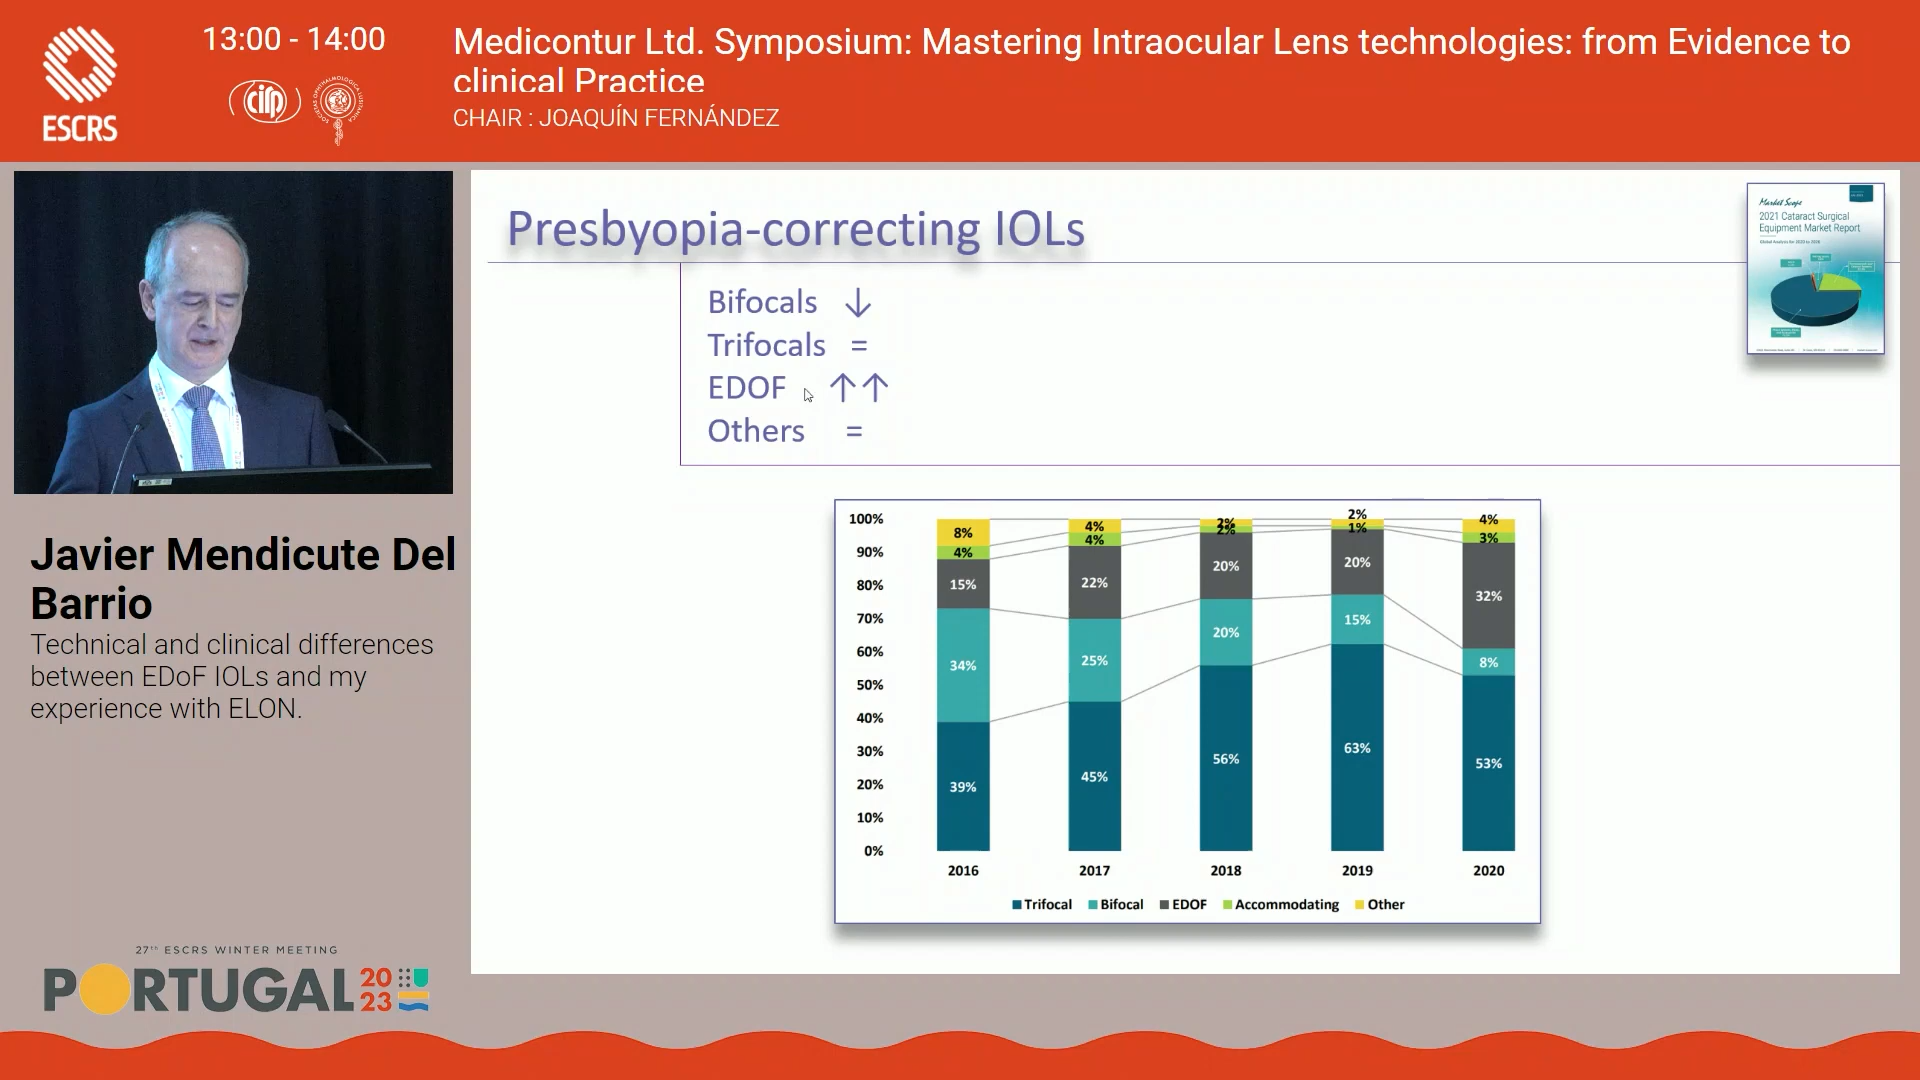 ESCRS
13:00 - 14:00
cirp
Medicontur Ltd. Symposium: Mastering Intraocular Lens technologies: from Evidence to
clinical Practice
CHAIR : JOAQUÍN FERNÁNDEZ
Javier Mendicute Del
Barrio
Technical and clinical differences
between EDoF IOLs and my
experience with ELON.
27TH ESCRS WINTER MEETING
PORTUGAL 2023
Presbyopia-correcting IOLs
Market Scope
2021 Cataract Surgical
Equipment Market Report
Bifocals ↓
Trifocals =
EDOF ↑↑
Others =
100%
90%
80%
70%
60%
50%
40%
30%
20%
10%
0%
8% 4% 2% 2% 4%
4% 4% 2% 1% 3%
15% 22% 20% 20% 32%
34% 25% 20% 15% 8%
39% 45% 56% 63% 53%
2016 2017 2018 2019 2020
Trifocal Bifocal EDOF Accommodating Other